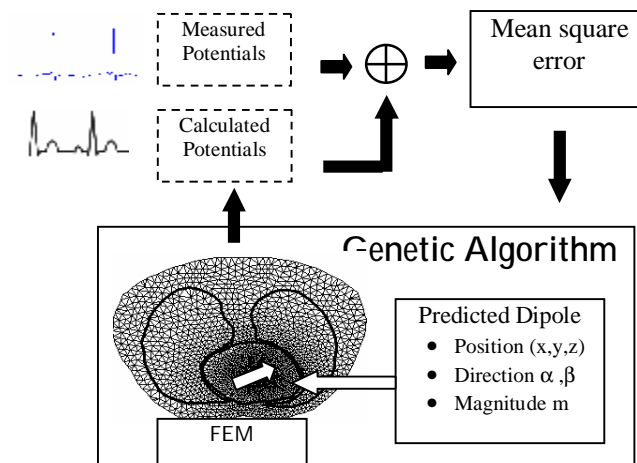 Measured
Potentials
Mean square
error
Calculated
Potentials
Genetic Algorithm
Predicted Dipole
• Position (x,y,z)
• Direction α ,β
• Magnitude m
FEM